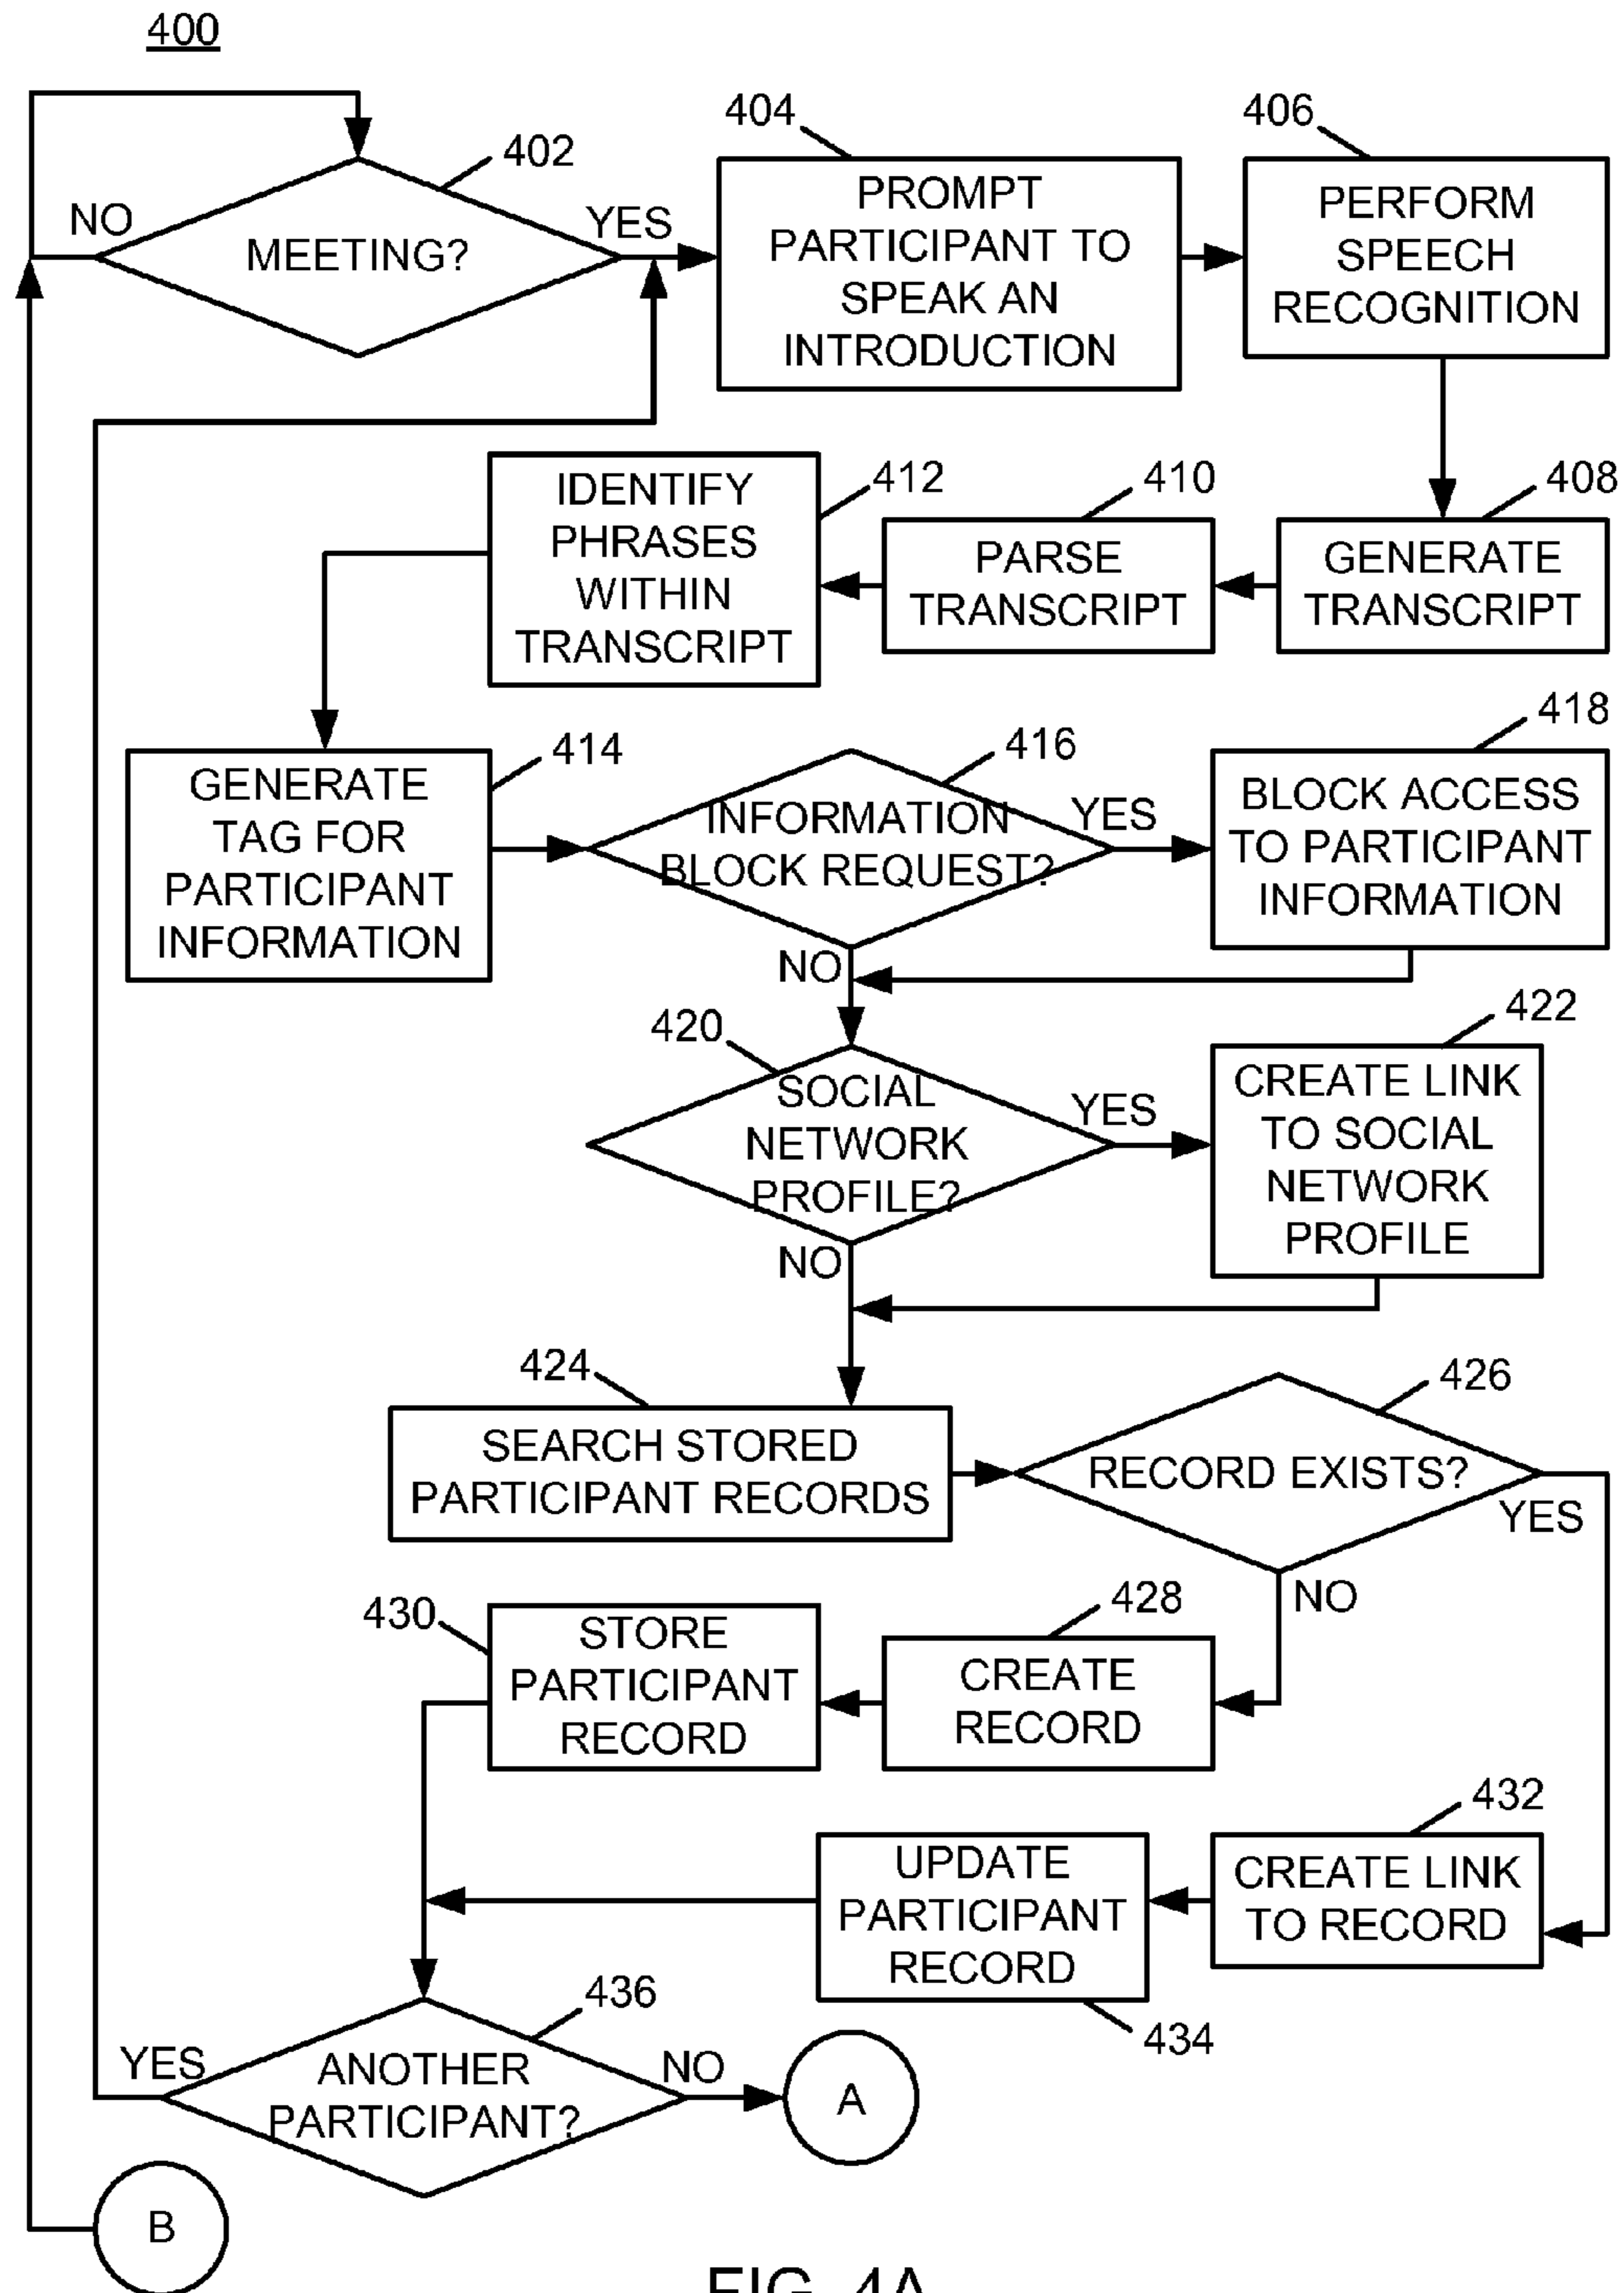 400
402
NO
MEETING?
YES
404
PROMPT
PARTICIPANT TO
SPEAK AN
INTRODUCTION
406
PERFORM
SPEECH
RECOGNITION
412
IDENTIFY
PHRASES
WITHIN
TRANSCRIPT
410
PARSE
TRANSCRIPT
408
GENERATE
TRANSCRIPT
414
GENERATE
TAG FOR
PARTICIPANT
INFORMATION
416
INFORMATION
BLOCK REQUEST?
YES
NO
418
BLOCK ACCESS
TO PARTICIPANT
INFORMATION
420
SOCIAL
NETWORK
PROFILE?
YES
NO
422
CREATE LINK
TO SOCIAL
NETWORK
PROFILE
424
SEARCH STORED
PARTICIPANT RECORDS
426
RECORD EXISTS?
YES
NO
430
STORE
PARTICIPANT
RECORD
428
CREATE
RECORD
432
CREATE LINK
TO RECORD
UPDATE
PARTICIPANT
RECORD
434
436
YES
ANOTHER
PARTICIPANT?
NO
A
B
FIG. 4A